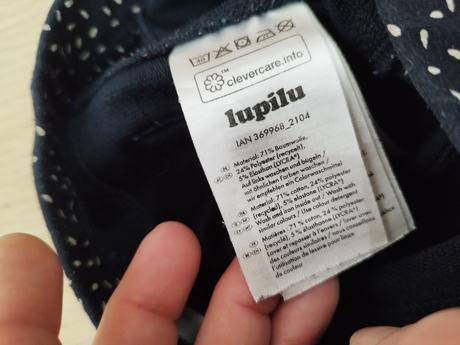 40
clevercare.info
TM
lupilu
IAN 369968_2104
Material: 71% Baumwolle,
24% Polyester (recycelt),
5% Elasthan (LYCRA®)
Auf links waschen und bügeln /
mit ähnlichen Farben waschen /
wir empfehlen ein Colorwaschmittel
Material: 71% cotton, 24% polyester
(recycled), 5% elastane (LYCRA®)
Wash and iron inside out / Wash with
similar colours / Use colour detergent
Matière: 71 % coton, 24 % polyester
(recyclé), 5 % élasthanne (LYCRA®)
Laver et repasser à l'envers / laver avec
des couleurs similaires / nous conseillons
l'utilisation de lessive pour linge
de couleur